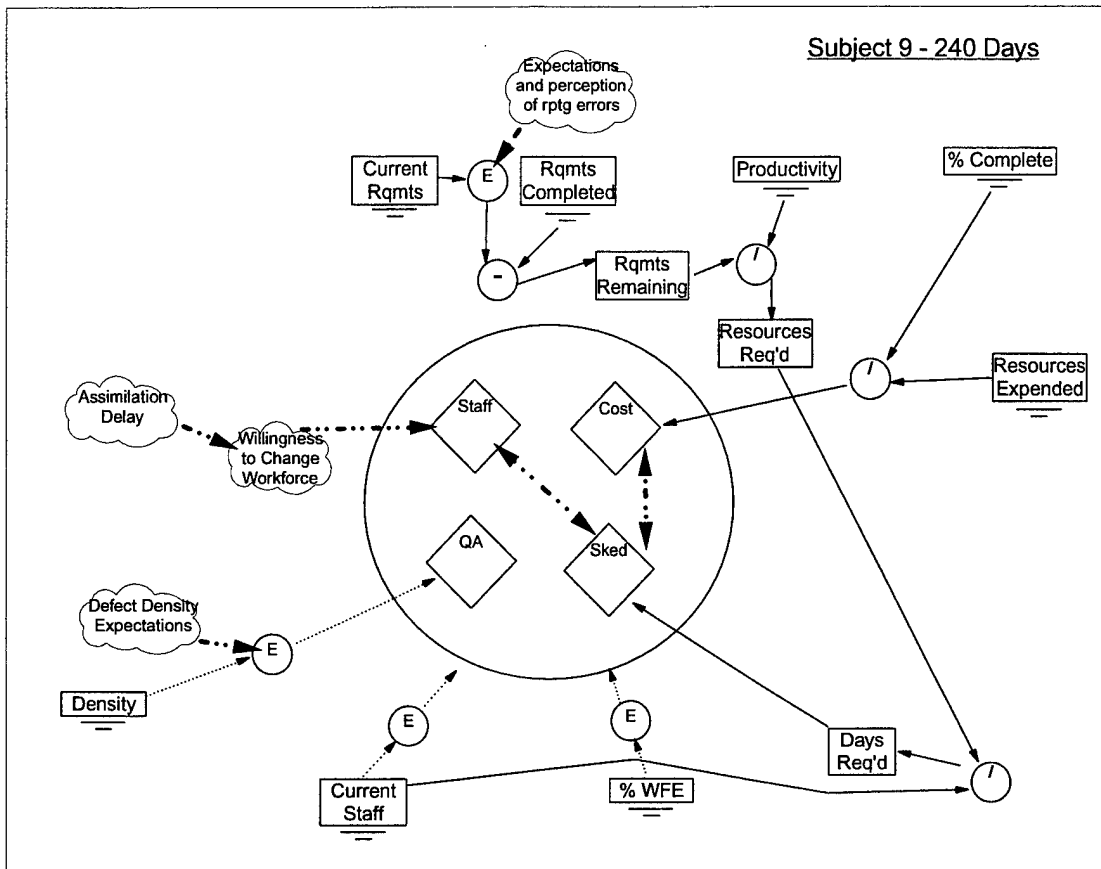 Subject 9 - 240 Days
Expectations
and perception
of rptg errors
Current
Rqmts
E
Rqmts
Completed
Productivity
% Complete
-
Rqmts
Remaining
/
Resources
Req'd
/
Resources
Expended
Assimilation
Delay
Willingness
to Change
Workforce
Staff
Cost
QA
Sked
Defect Density
Expectations
E
Density
E
E
Days
Req'd
/
Current
Staff
% WFE